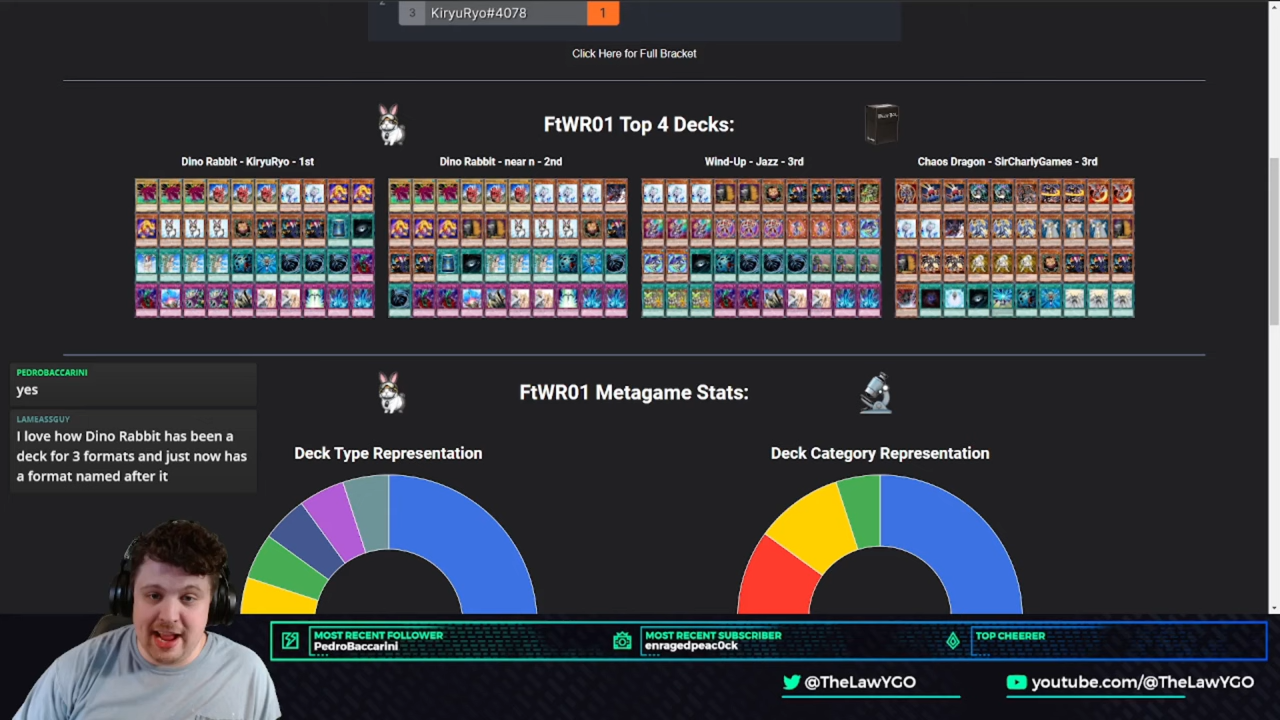 3 KiryuRyo#4078 1
Click Here for Full Bracket
FtWR01 Top 4 Decks:
Dino Rabbit - KiryuRyo - 1st
Dino Rabbit - near n - 2nd
Wind-Up - Jazz - 3rd
Chaos Dragon - SirCharlyGames - 3rd
FtWR01 Metagame Stats:
Deck Type Representation
Deck Category Representation
PEDROBACCARINI
yes
LAMEASSGUY
I love how Dino Rabbit has been a
deck for 3 formats and just now has
a format named after it
MOST RECENT FOLLOWER
PedroBaccarini
MOST RECENT SUBSCRIBER
enragedpeac0ck
TOP CHEERER
@TheLawYGO
youtube.com/@TheLawYGO